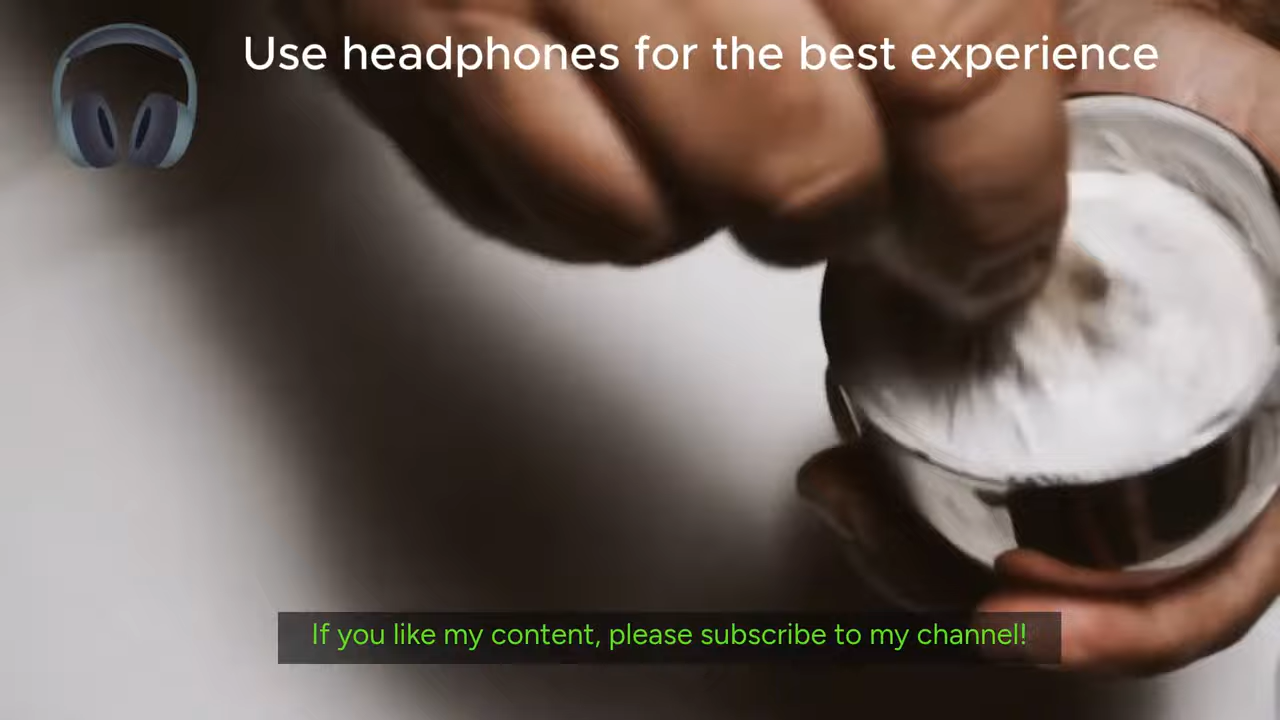 Use headphones for the best experience
If you like my content, please subscribe to my channel!